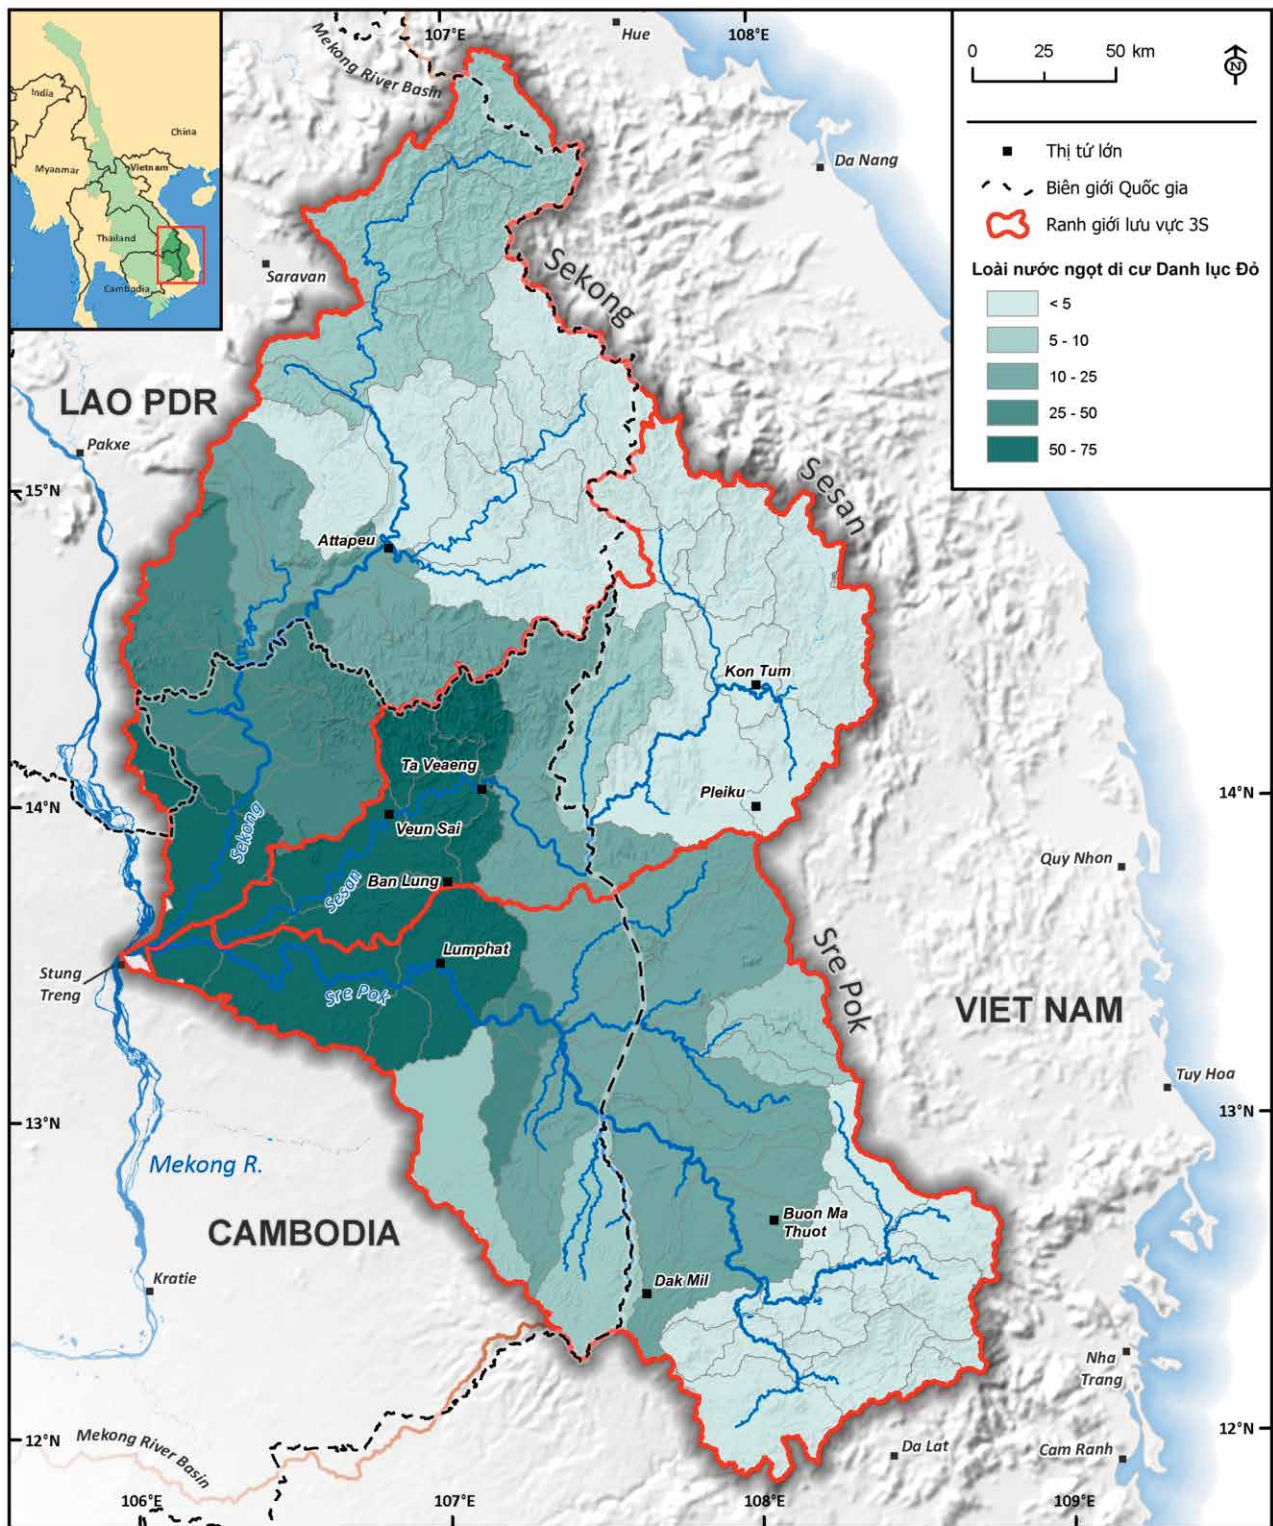 107°E
108°E
Hue
Mekong River Basin
India
China
Myanmar
Vietnam
Thailand
Cambodia
0 25 50 km
N
Thị tứ lớn
Biên giới Quốc gia
Ranh giới lưu vực 3S
Loài nước ngọt di cư Danh lục Đỏ
< 5
5 - 10
10 - 25
25 - 50
50 - 75
Da Nang
Saravan
Sekong
LAO PDR
Pakxe
Sesan
15°N
Attapeu
Kon Tum
Ta Veaeng
Pleiku
14°N
14°N
Veun Sai
Sekong
Quy Nhon
Ban Lung
Sesan
Lumphat
Stung
Treng
Sre Pok
Sre Pok
VIET NAM
Tuy Hoa
13°N
13°N
Mekong R.
Buon Ma
Thuot
CAMBODIA
Kratie
Dak Mil
Nha
Trang
12°N
12°N
Mekong River Basin
Da Lat
Cam Ranh
106°E
107°E
108°E
109°E